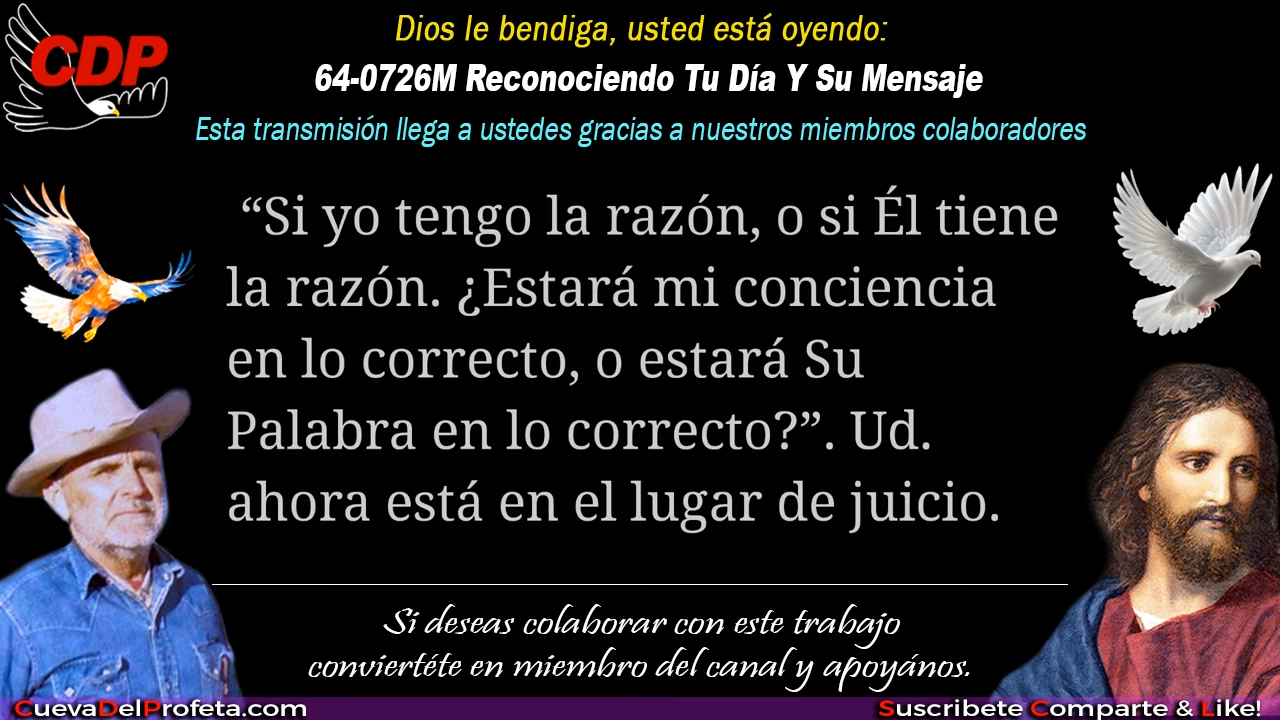 CDP
Dios le bendiga, usted está oyendo:
64-0726M Reconociendo Tu Día Y Su Mensaje
Esta transmisión llega a ustedes gracias a nuestros miembros colaboradores
“Si yo tengo la razón, o si Él tiene
la razón. ¿Estará mi conciencia
en lo correcto, o estará Su
Palabra en lo correcto?”. Ud.
ahora está en el lugar de juicio.
Si deseas colaborar con este trabajo
conviertéte en miembro del canal y apoyános.
CuevaDelProfeta.com
Suscribete Comparte & Like!